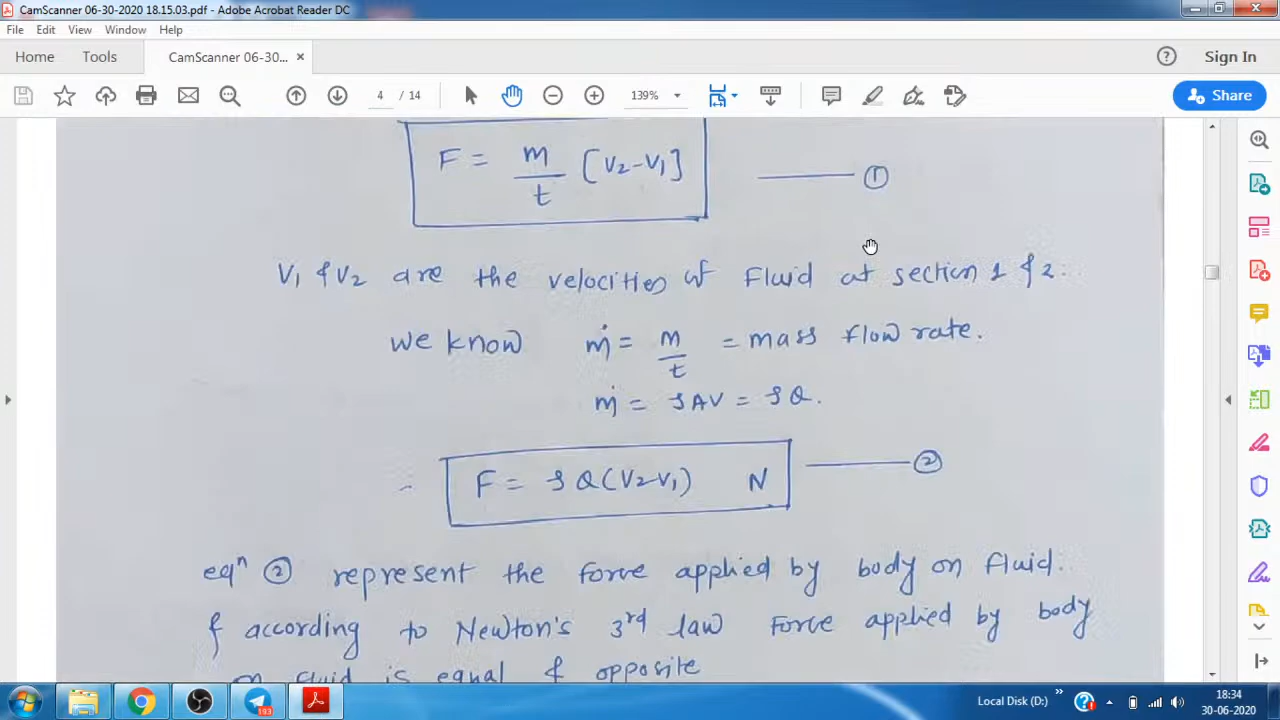 CamScanner 06-30-2020 18.15.03.pdf - Adobe Acrobat Reader DC
File Edit View Window Help
Home Tools CamScanner 06-30... × Sign In
4 / 14 139% Share
F = m/t [V2-V1] ——— ①
V1 & V2 are the velocities of Fluid at section 1 & 2.
we know ṁ = m/t = mass flow rate.
ṁ = ρAV = ρQ.
F = ρQ(V2-V1) N ——— ②
eqn ② represent the force applied by body on fluid.
& according to Newton's 3rd law force applied by body
on fluid is equal & opposite
193
Local Disk (D:) » 18:34
30-06-2020